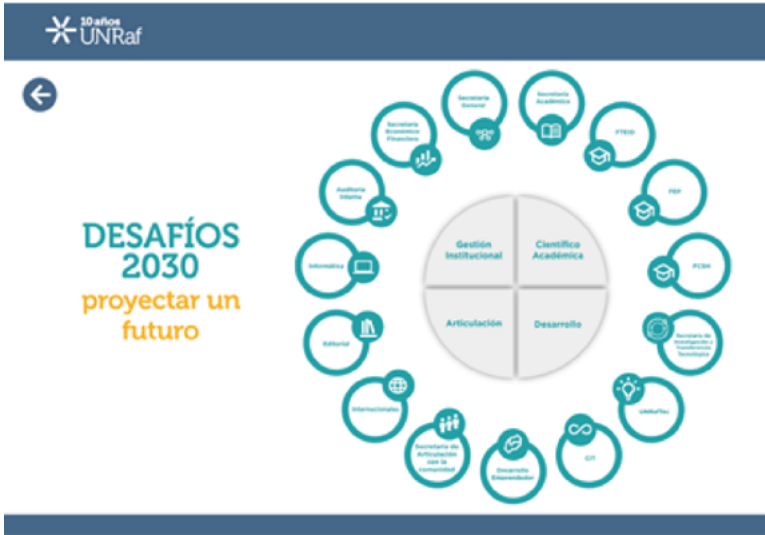 10 años
UNRaf
DESAFÍOS
2030
proyectar un
futuro
Secretaría
General
Secretaría
Académica
FTEID
FEP
FCSH
Secretaría de
Investigación y
Transferencia
Tecnológica
UNRafTec
GIT
Desarrollo
Emprendedor
Secretaría de
Articulación
con la
comunidad
Internacionales
Editorial
Informática
Auditoría
Interna
Secretaría
Económico
Financiera
Gestión
Institucional
Científico
Académica
Articulación
Desarrollo